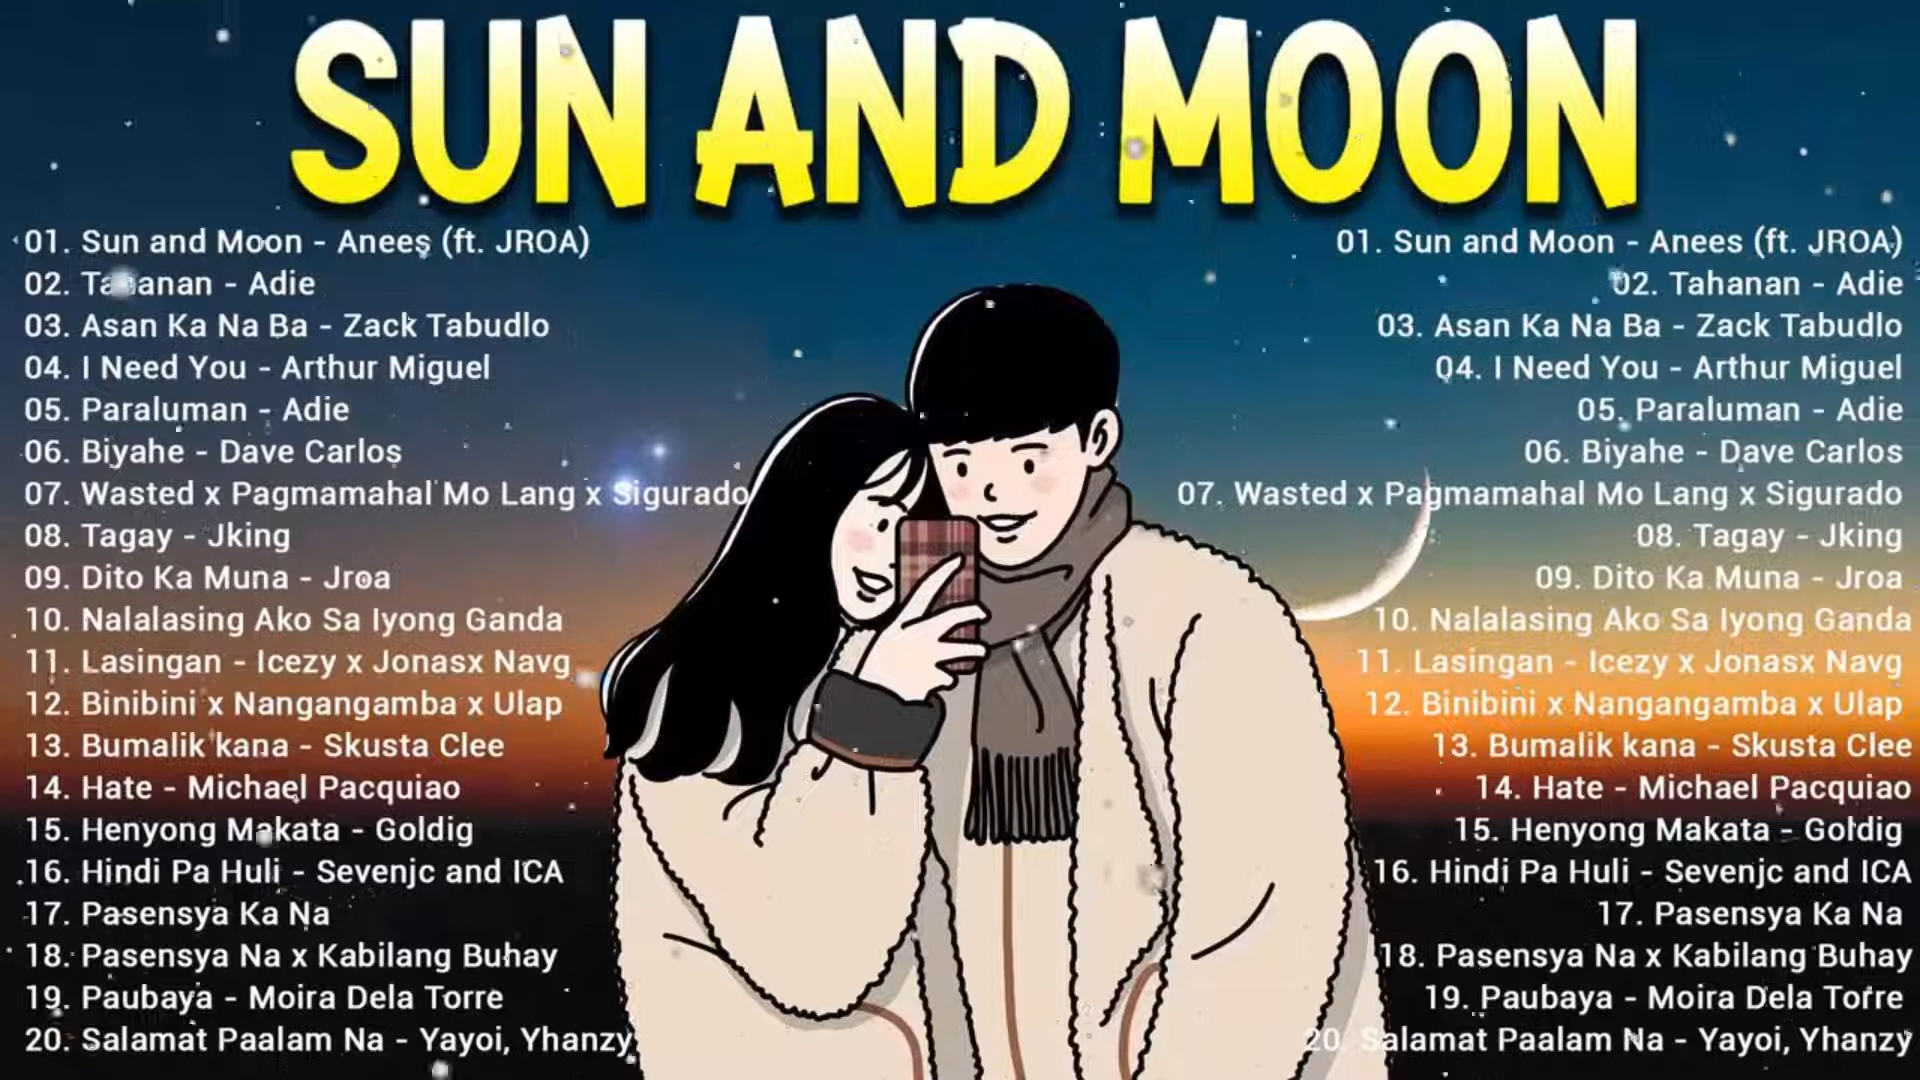 SUN AND MOON
01. Sun and Moon - Anees (ft. JROA)
02. Tahanan - Adie
03. Asan Ka Na Ba - Zack Tabudlo
04. I Need You - Arthur Miguel
05. Paraluman - Adie
06. Biyahe - Dave Carlos
07. Wasted x Pagmamahal Mo Lang x Sigurado
08. Tagay - Jking
09. Dito Ka Muna - Jroa
10. Nalalasing Ako Sa Iyong Ganda
11. Lasingan - Icezy x Jonasx Navg
12. Binibini x Nangangamba x Ulap
13. Bumalik kana - Skusta Clee
14. Hate - Michael Pacquiao
15. Henyong Makata - Goldig
16. Hindi Pa Huli - Sevenjc and ICA
17. Pasensya Ka Na
18. Pasensya Na x Kabilang Buhay
19. Paubaya - Moira Dela Torre
20. Salamat Paalam Na - Yayoi, Yhanzy
01. Sun and Moon - Anees (ft. JROA)
02. Tahanan - Adie
03. Asan Ka Na Ba - Zack Tabudlo
04. I Need You - Arthur Miguel
05. Paraluman - Adie
06. Biyahe - Dave Carlos
07. Wasted x Pagmamahal Mo Lang x Sigurado
08. Tagay - Jking
09. Dito Ka Muna - Jroa
10. Nalalasing Ako Sa Iyong Ganda
11. Lasingan - Icezy x Jonasx Navg
12. Binibini x Nangangamba x Ulap
13. Bumalik kana - Skusta Clee
14. Hate - Michael Pacquiao
15. Henyong Makata - Goldig
16. Hindi Pa Huli - Sevenjc and ICA
17. Pasensya Ka Na
18. Pasensya Na x Kabilang Buhay
19. Paubaya - Moira Dela Torre
20. Salamat Paalam Na - Yayoi, Yhanzy